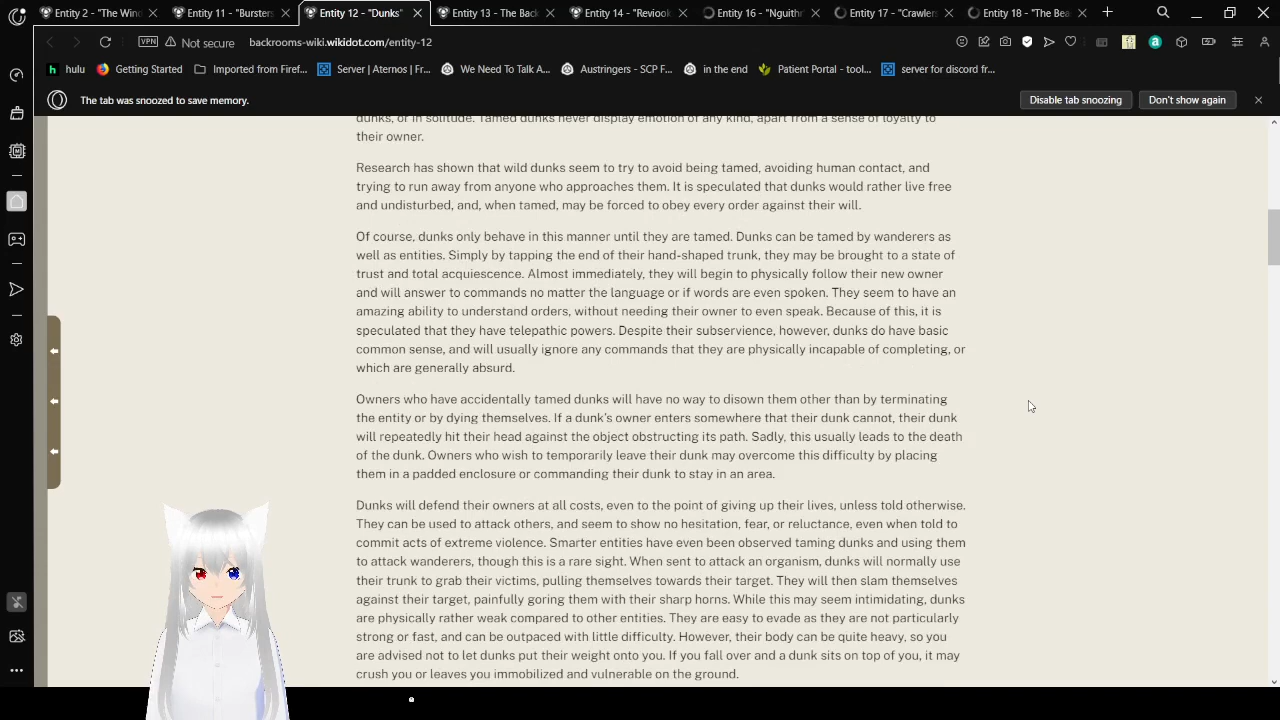 Entity 2 - "The Wind
Entity 11 - "Bursters
Entity 12 - "Dunks"
Entity 13 - The Back
Entity 14 - "Reviook
Entity 16 - "Nguithr
Entity 17 - "Crawlers
Entity 18 - "The Bea
VPN
Not secure
backrooms-wiki.wikidot.com/entity-12
hulu
Getting Started
Imported from Firef...
Server | Aternos | Fr...
We Need To Talk A...
Austringers - SCP F...
in the end
Patient Portal - tool...
server for discord fr...
The tab was snoozed to save memory.
Disable tab snoozing
Don't show again
dunks, or in solitude. Tamed dunks never display emotion of any kind, apart from a sense of loyalty to
their owner.
Research has shown that wild dunks seem to try to avoid being tamed, avoiding human contact, and
trying to run away from anyone who approaches them. It is speculated that dunks would rather live free
and undisturbed, and, when tamed, may be forced to obey every order against their will.
Of course, dunks only behave in this manner until they are tamed. Dunks can be tamed by wanderers as
well as entities. Simply by tapping the end of their hand-shaped trunk, they may be brought to a state of
trust and total acquiescence. Almost immediately, they will begin to physically follow their new owner
and will answer to commands no matter the language or if words are even spoken. They seem to have an
amazing ability to understand orders, without needing their owner to even speak. Because of this, it is
speculated that they have telepathic powers. Despite their subservience, however, dunks do have basic
common sense, and will usually ignore any commands that they are physically incapable of completing, or
which are generally absurd.
Owners who have accidentally tamed dunks will have no way to disown them other than by terminating
the entity or by dying themselves. If a dunk's owner enters somewhere that their dunk cannot, their dunk
will repeatedly hit their head against the object obstructing its path. Sadly, this usually leads to the death
of the dunk. Owners who wish to temporarily leave their dunk may overcome this difficulty by placing
them in a padded enclosure or commanding their dunk to stay in an area.
Dunks will defend their owners at all costs, even to the point of giving up their lives, unless told otherwise.
They can be used to attack others, and seem to show no hesitation, fear, or reluctance, even when told to
commit acts of extreme violence. Smarter entities have even been observed taming dunks and using them
to attack wanderers, though this is a rare sight. When sent to attack an organism, dunks will normally use
their trunk to grab their victims, pulling themselves towards their target. They will then slam themselves
against their target, painfully goring them with their sharp horns. While this may seem intimidating, dunks
are physically rather weak compared to other entities. They are easy to evade as they are not particularly
strong or fast, and can be outpaced with little difficulty. However, their body can be quite heavy, so you
are advised not to let dunks put their weight onto you. If you fall over and a dunk sits on top of you, it may
crush you or leaves you immobilized and vulnerable on the ground.